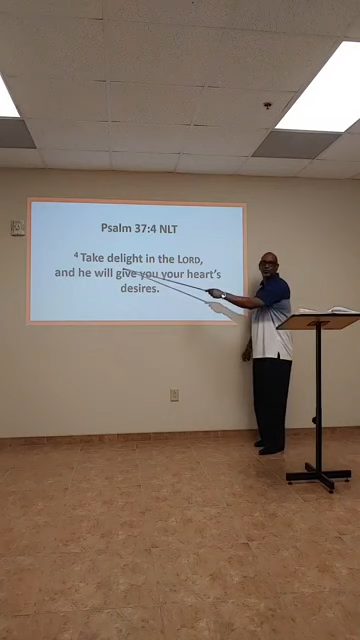 Psalm 37:4 NLT
4 Take delight in the LORD,
and he will give you your heart's
desires.